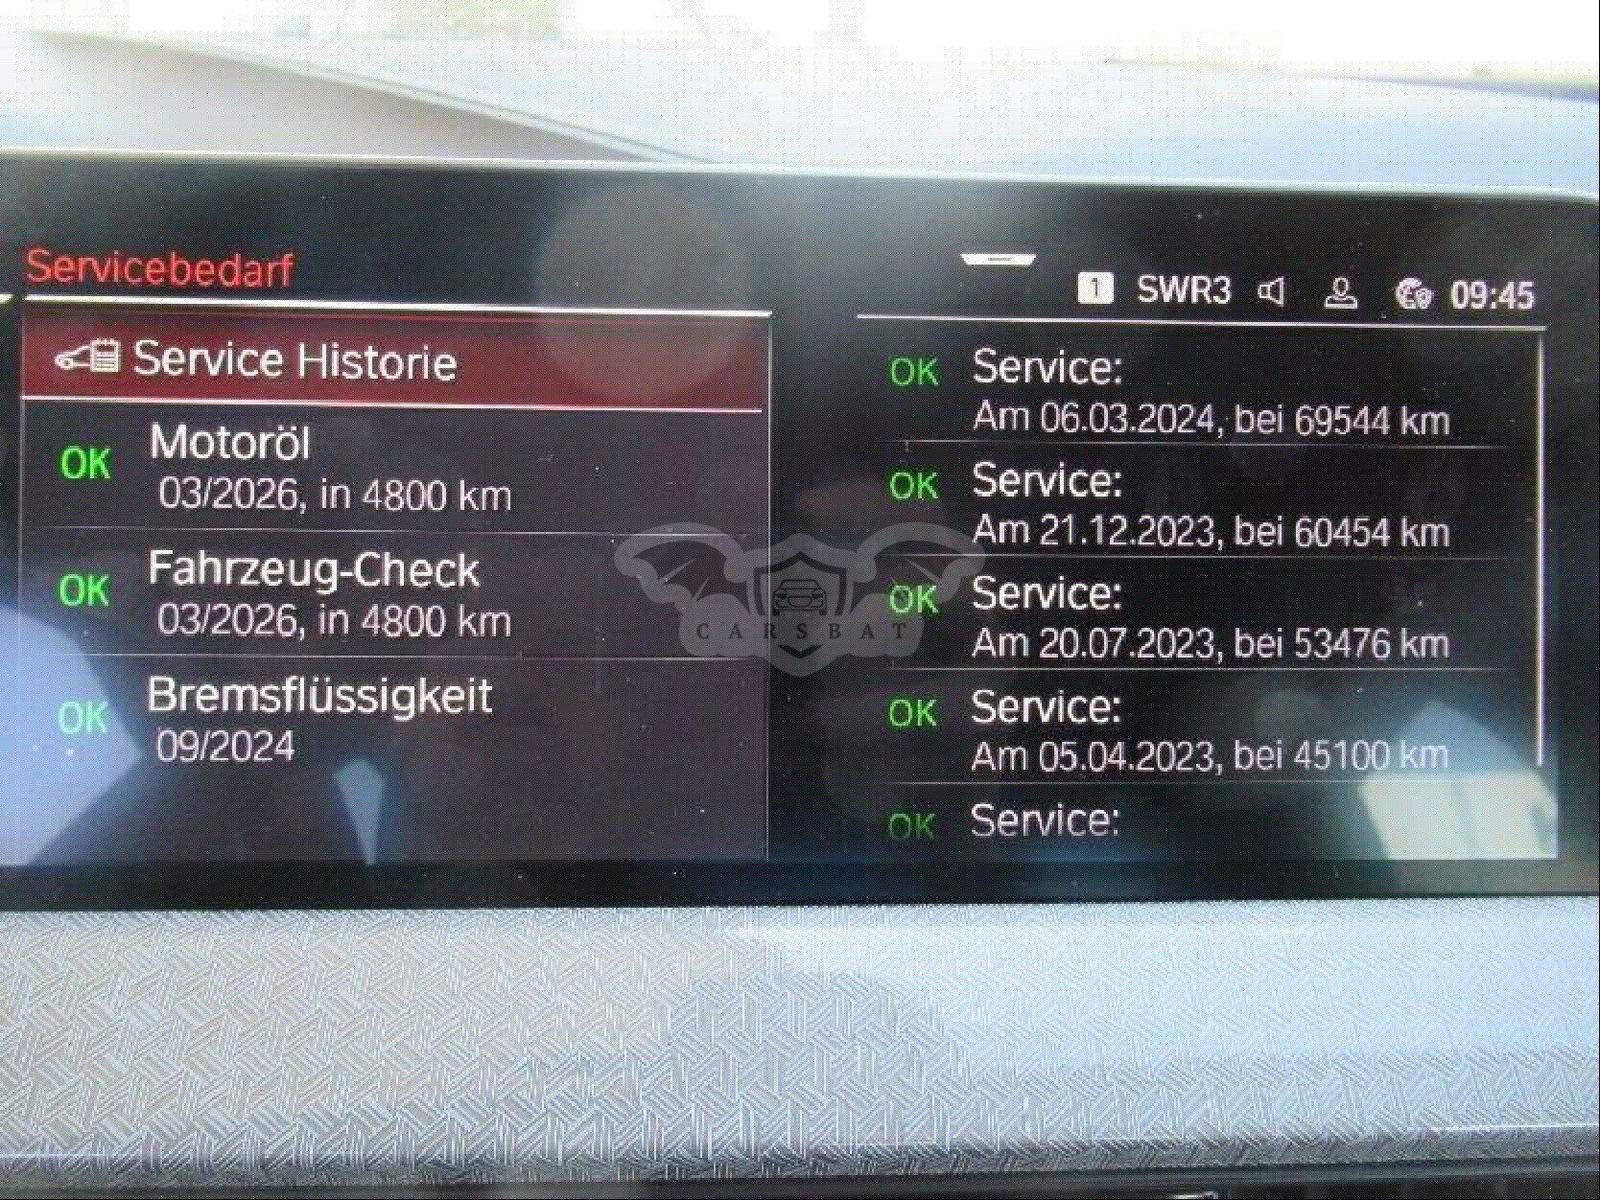 Servicebedarf
1 SWR3 09:45
Service Historie
OK Motoröl
03/2026, in 4800 km
OK Fahrzeug-Check
03/2026, in 4800 km
OK Bremsflüssigkeit
09/2024
OK Service:
Am 06.03.2024, bei 69544 km
OK Service:
Am 21.12.2023, bei 60454 km
OK Service:
Am 20.07.2023, bei 53476 km
OK Service:
Am 05.04.2023, bei 45100 km
OK Service:
CARSBAT